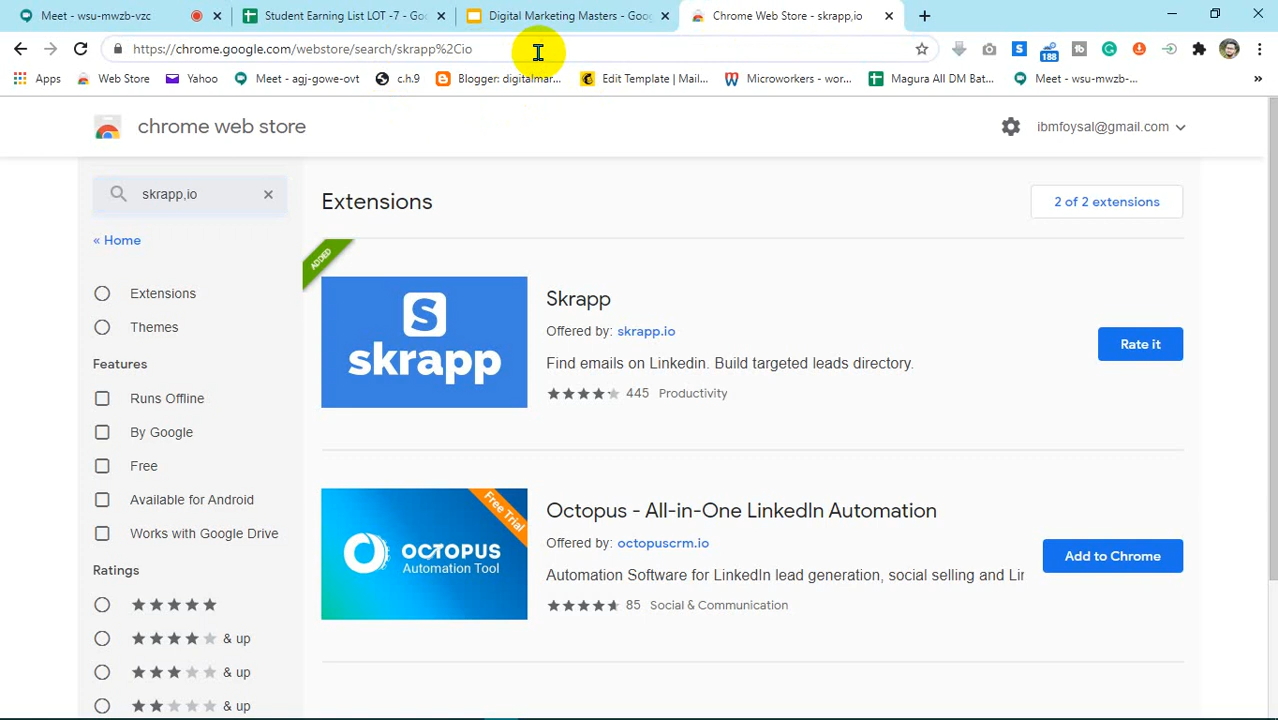 Meet - wsu-mwzb-vzc
Student Earning List LOT -7 - Goo
Digital Marketing Masters - Goog
Chrome Web Store - skrapp,io
https://chrome.google.com/webstore/search/skrapp%2Cio
188
Apps
Web Store
Yahoo
Meet - agj-gowe-ovt
c.h.9
Blogger: digitalmar...
Edit Template | Mail...
Microworkers - wor...
Magura All DM Bat...
Meet - wsu-mwzb-...
chrome web store
ibmfoysal@gmail.com
skrapp,io
« Home
Extensions
Themes
Features
Runs Offline
By Google
Free
Available for Android
Works with Google Drive
Ratings
& up
& up
& up
Extensions
2 of 2 extensions
ADDED
S
skrapp
Skrapp
Offered by: skrapp.io
Find emails on Linkedin. Build targeted leads directory.
445 Productivity
Rate it
Free Trial
OCTOPUS
Automation Tool
Octopus - All-in-One LinkedIn Automation
Offered by: octopuscrm.io
Automation Software for LinkedIn lead generation, social selling and Lin
85 Social & Communication
Add to Chrome